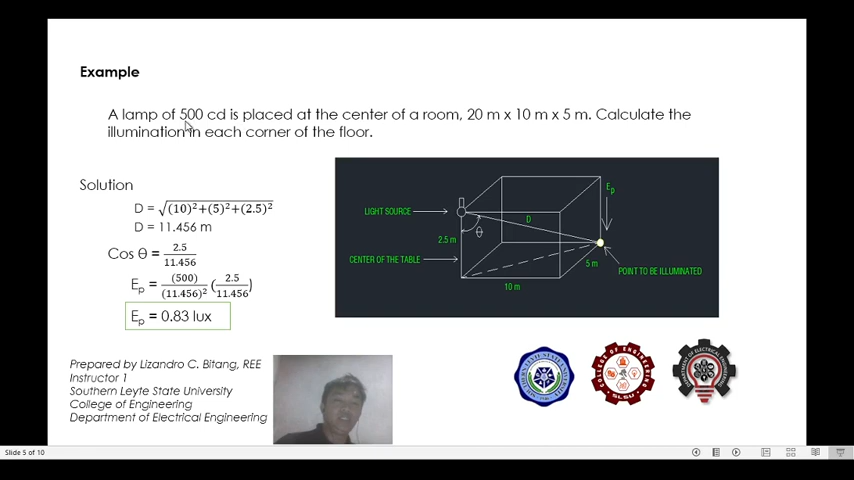 Example
A lamp of 500 cd is placed at the center of a room, 20 m x 10 m x 5 m. Calculate the
illumination in each corner of the floor.
Solution
D = √(10)²+(5)²+(2.5)²
D = 11.456 m
Cos θ = 2.5/11.456
Eₚ = (500)/(11.456)² (2.5/11.456)
Eₚ = 0.83 lux
Eₚ
LIGHT SOURCE
D
θ
2.5 m
CENTER OF THE TABLE
5 m
POINT TO BE ILLUMINATED
10 m
Prepared by Lizandro C. Bitang, REE
Instructor 1
Southern Leyte State University
College of Engineering
Department of Electrical Engineering
COLLEGE OF ENGINEERING
SLSU
Slide 5 of 10